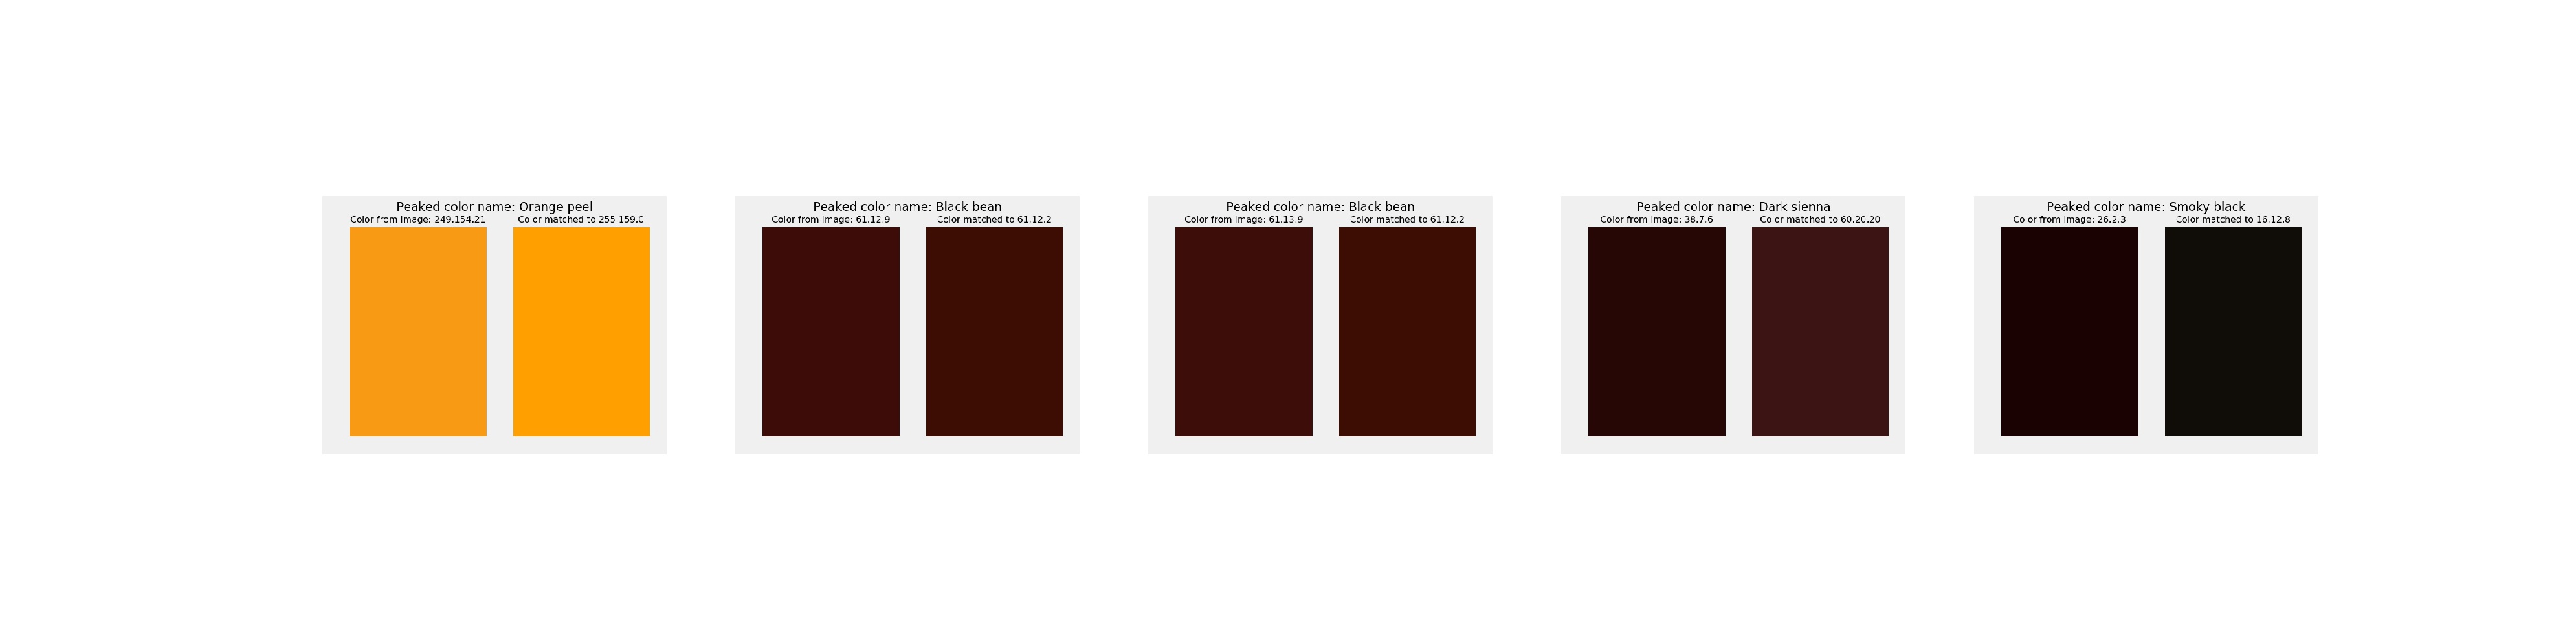 Peaked color name: Orange peel
Color from image: 249,154,21
Color matched to 255,159,0
Peaked color name: Black bean
Color from image: 61,12,9
Color matched to 61,12,2
Peaked color name: Black bean
Color from image: 61,13,9
Color matched to 61,12,2
Peaked color name: Dark sienna
Color from image: 38,7,6
Color matched to 60,20,20
Peaked color name: Smoky black
Color from image: 26,2,3
Color matched to 16,12,8